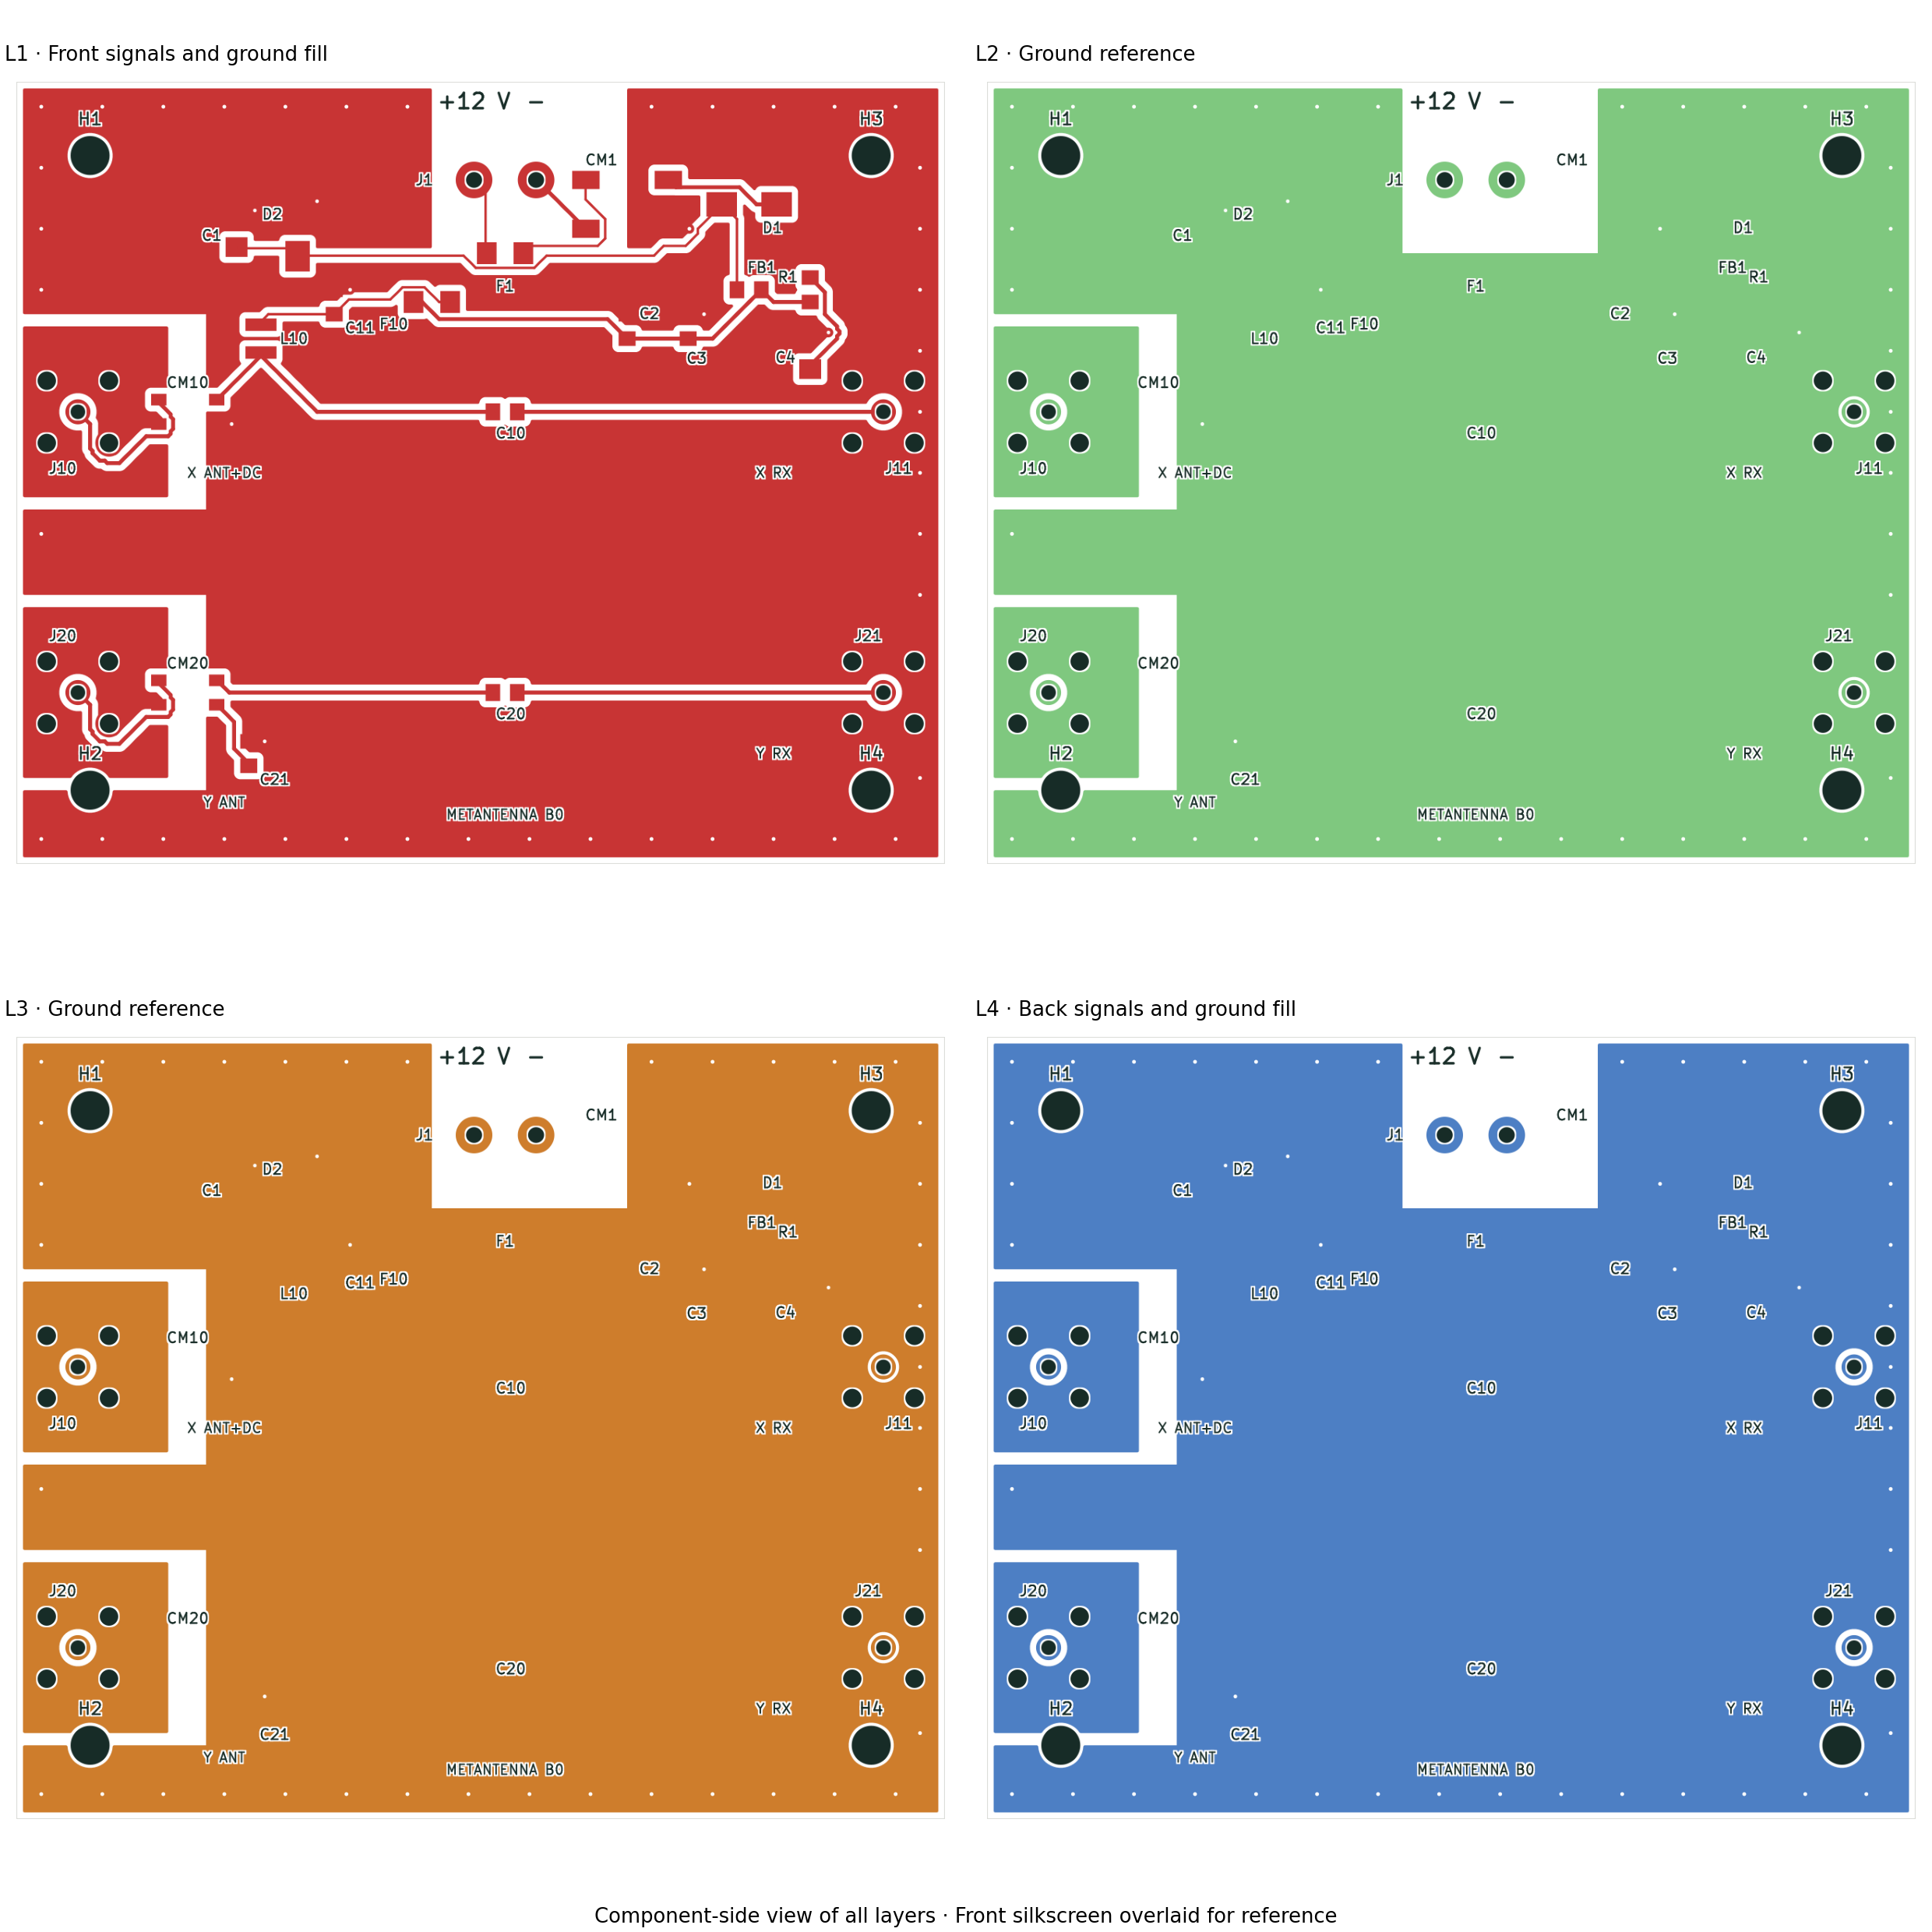 L1 · Front signals and ground fill
+12 V −
H1
H3
CM1
J1
D2
C1
D1
FB1
R1
F1
C2
C11
F10
L10
C3
C4
CM10
C10
J10
X ANT+DC
X RX
J11
J20
J21
CM20
C20
H2
Y RX
H4
C21
Y ANT
METANTENNA B0
L2 · Ground reference
+12 V −
H1
H3
CM1
J1
D2
C1
D1
FB1
R1
F1
C2
C11
F10
L10
C3
C4
CM10
C10
J10
X ANT+DC
X RX
J11
J20
J21
CM20
C20
H2
Y RX
H4
C21
Y ANT
METANTENNA B0
L3 · Ground reference
+12 V −
H1
H3
CM1
J1
D2
C1
D1
FB1
R1
F1
C2
C11
F10
L10
C3
C4
CM10
C10
J10
X ANT+DC
X RX
J11
J20
J21
CM20
C20
H2
Y RX
H4
C21
Y ANT
METANTENNA B0
L4 · Back signals and ground fill
+12 V −
H1
H3
CM1
J1
D2
C1
D1
FB1
R1
F1
C2
C11
F10
L10
C3
C4
CM10
C10
J10
X ANT+DC
X RX
J11
J20
J21
CM20
C20
H2
Y RX
H4
C21
Y ANT
METANTENNA B0
Component-side view of all layers · Front silkscreen overlaid for reference